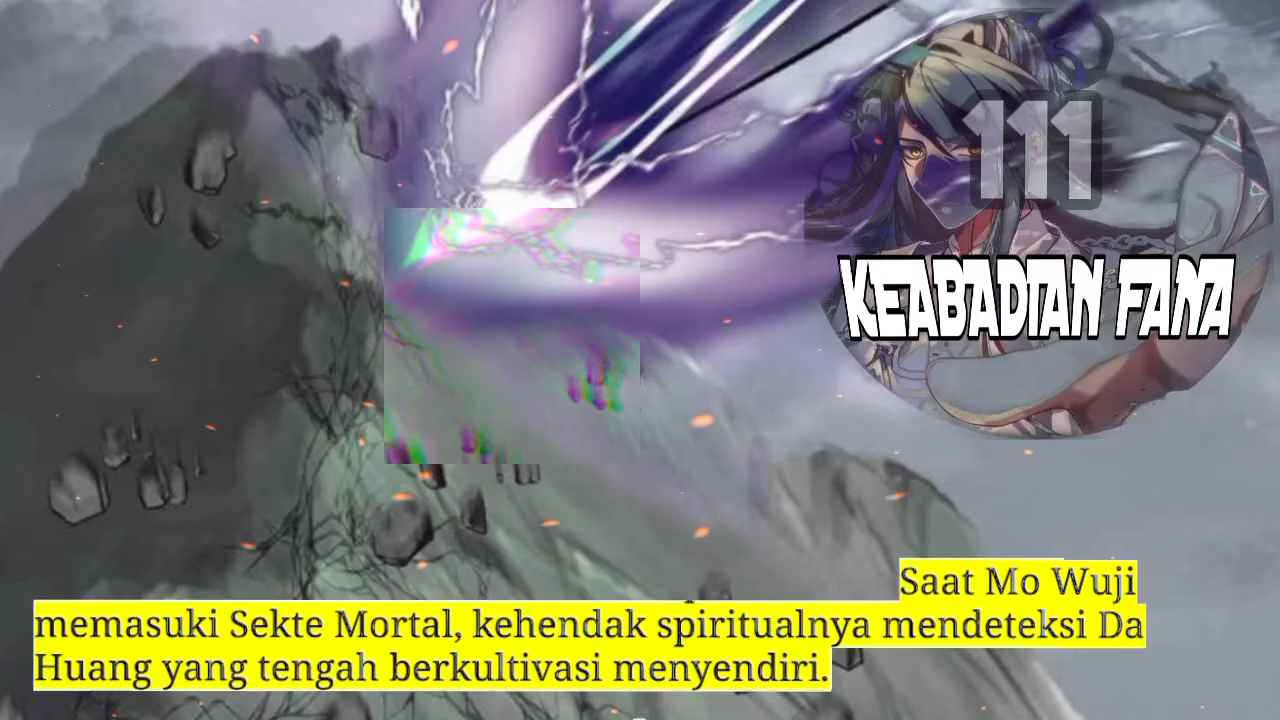 111
KEABADIAN FANA
Saat Mo Wuji
memasuki Sekte Mortal, kehendak spiritualnya mendeteksi Da
Huang yang tengah berkultivasi menyendiri.